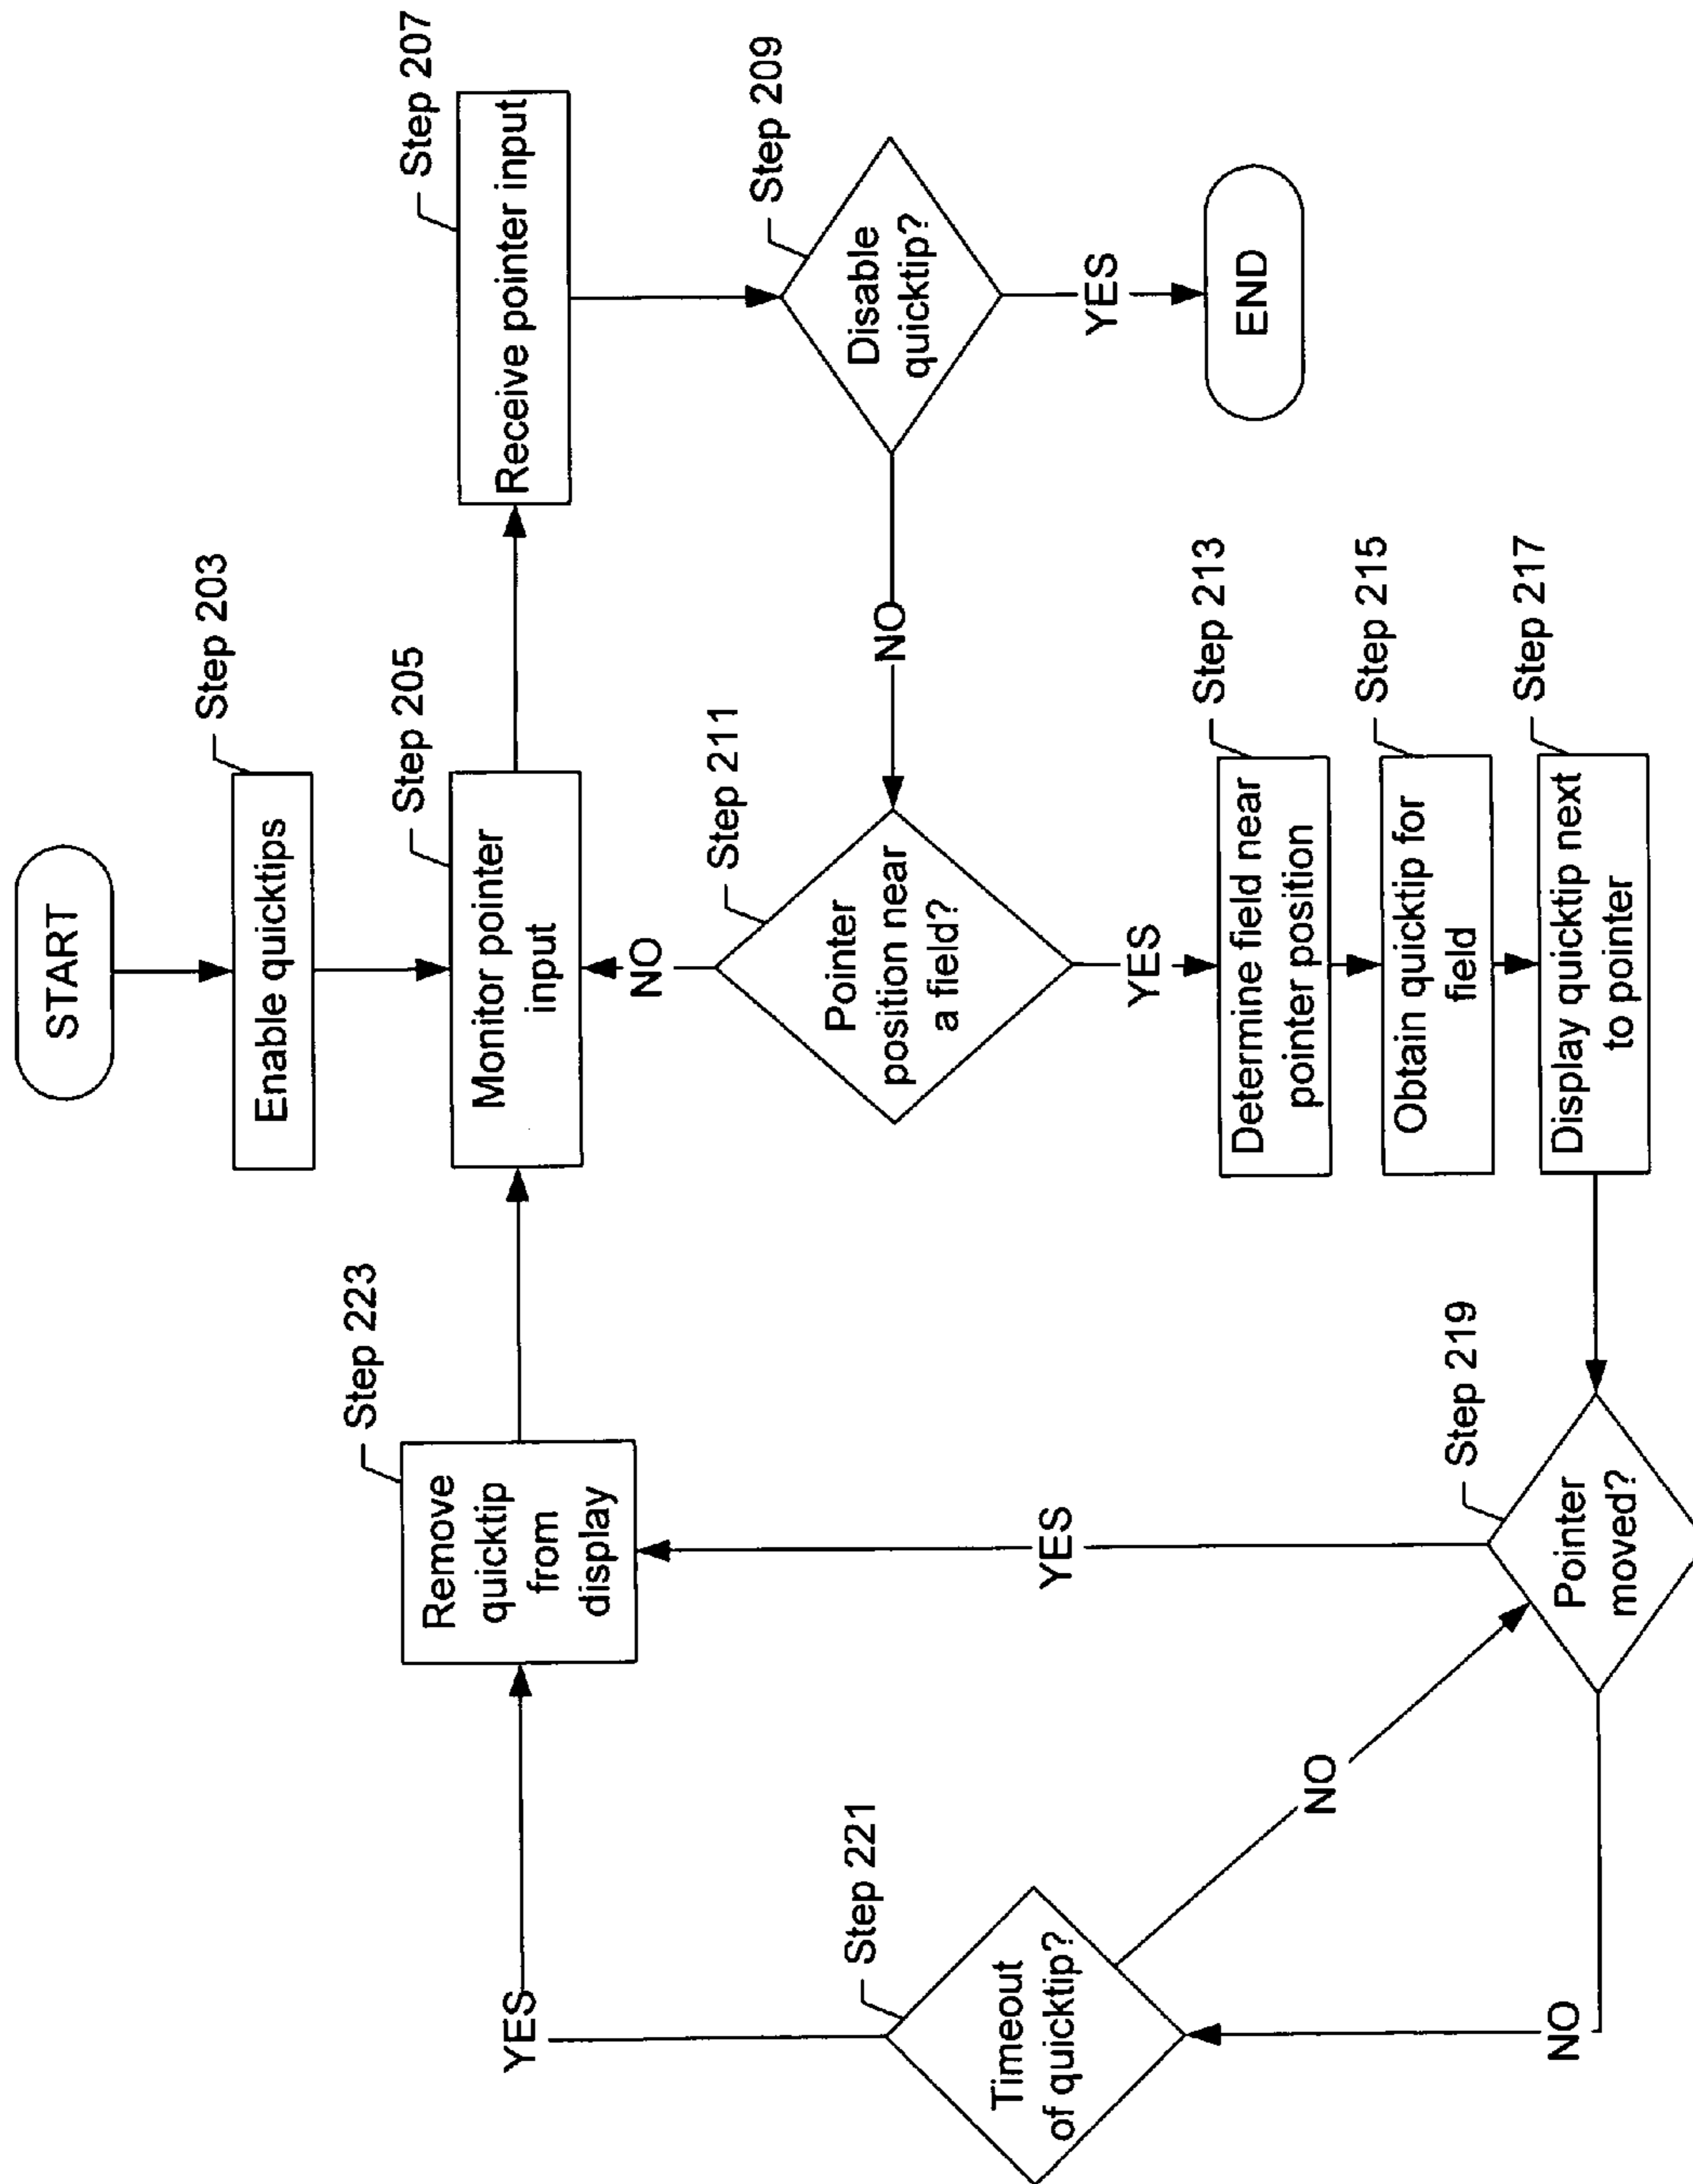 START
Step 203
Enable quicktips
Step 205
Monitor pointer
input
Step 207
Receive pointer input
Step 209
Disable
quicktip?
YES
END
NO
Step 211
Pointer
position near
a field?
NO
YES
Step 213
Determine field near
pointer position
Step 215
Obtain quicktip for
field
Step 217
Display quicktip next
to pointer
Step 219
Pointer
moved?
YES
NO
Step 221
Timeout
of quicktip?
NO
YES
Step 223
Remove
quicktip
from
display